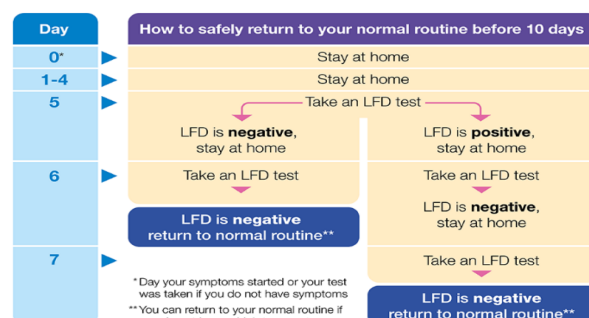 Day
How to safely return to your normal routine before 10 days
0*
Stay at home
1-4
Stay at home
5
Take an LFD test
LFD is negative,
stay at home
LFD is positive,
stay at home
6
Take an LFD test
LFD is negative
return to normal routine**
Take an LFD test
LFD is negative,
stay at home
7
Take an LFD test
LFD is negative
return to normal routine**
*Day your symptoms started or your test
was taken if you do not have symptoms
**You can return to your normal routine if